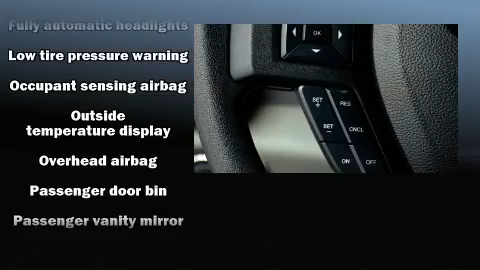 Fully automatic headlights
Low tire pressure warning
Occupant sensing airbag
Outside
temperature display
Overhead airbag
Passenger door bin
Passenger vanity mirror
OK
SET
+
RES
SET
-
CNCL
ON
OFF